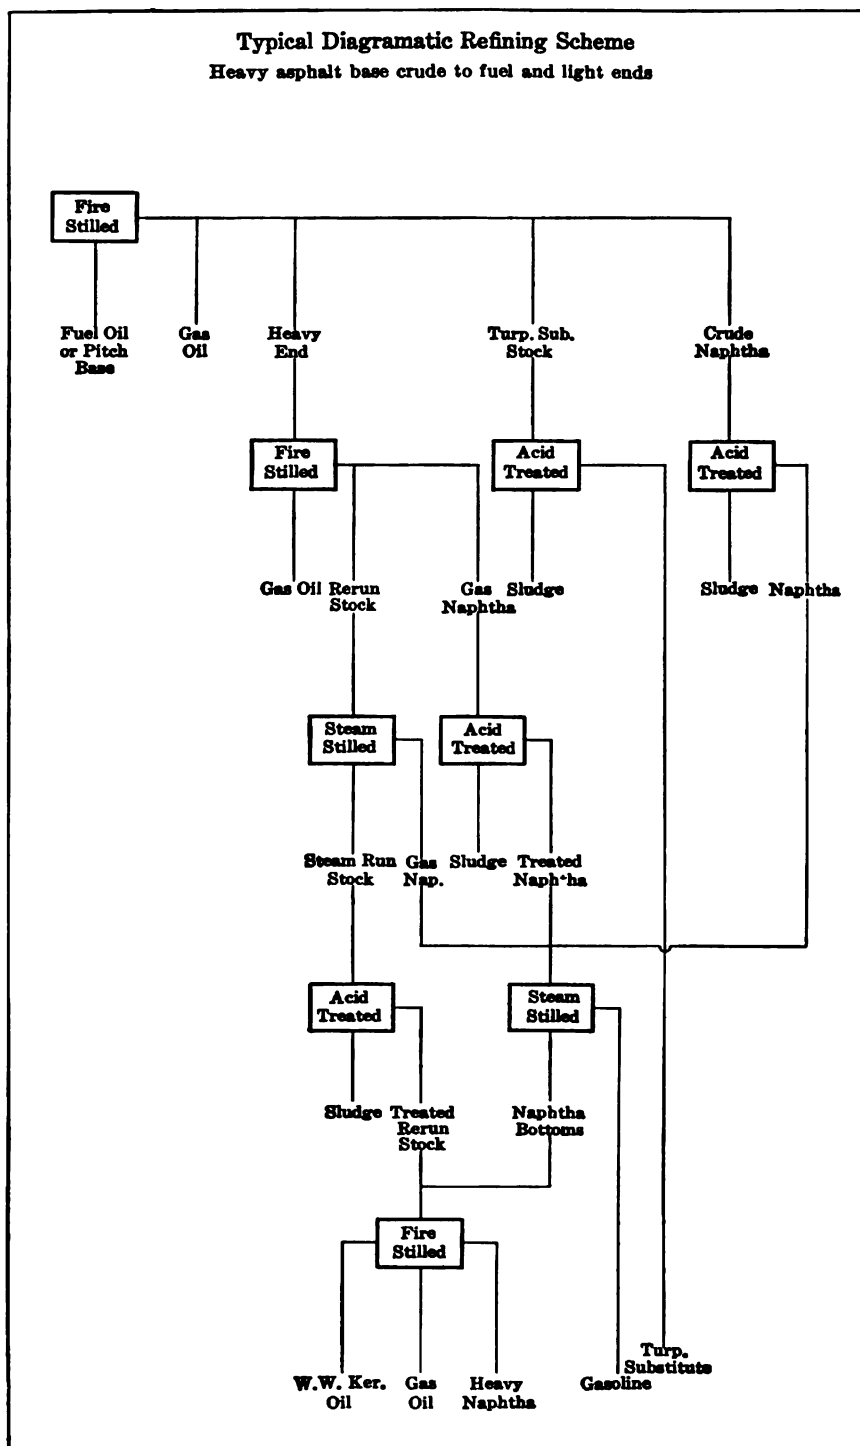 Typical Diagramatic Refining Scheme
Heavy asphalt base crude to fuel and light ends
Fire
Stilled
Fuel Oil
or Pitch
Base
Gas
Oil
Heavy
End
Turp. Sub.
Stock
Crude
Naphtha
Fire
Stilled
Acid
Treated
Acid
Treated
Gas Oil
Rerun
Stock
Gas
Naphtha
Sludge
Sludge
Naphtha
Steam
Stilled
Acid
Treated
Steam Run
Stock
Gas
Nap.
Sludge
Treated
Naphtha
Acid
Treated
Steam
Stilled
Sludge
Treated
Rerun
Stock
Naphtha
Bottoms
Fire
Stilled
W.W. Ker.
Oil
Gas
Oil
Heavy
Naphtha
Gasoline
Turp.
Substitute